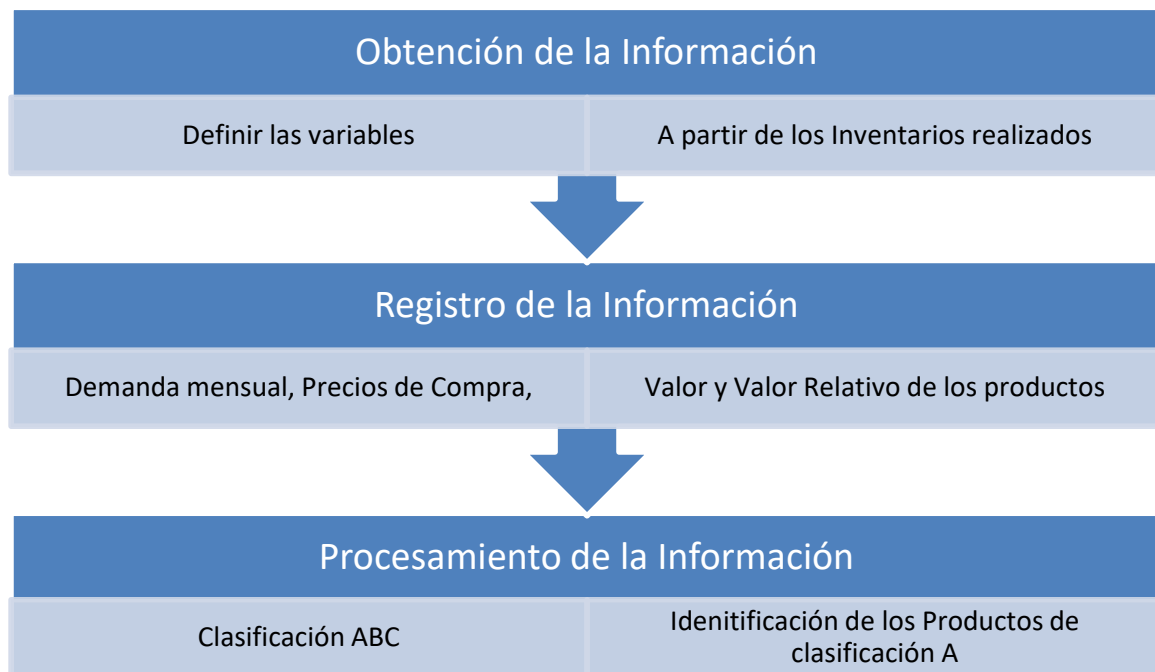 Obtención de la Información
Definir las variables
A partir de los Inventarios realizados
Registro de la Información
Demanda mensual, Precios de Compra,
Valor y Valor Relativo de los productos
Procesamiento de la Información
Clasificación ABC
Idenitificación de los Productos de
clasificación A